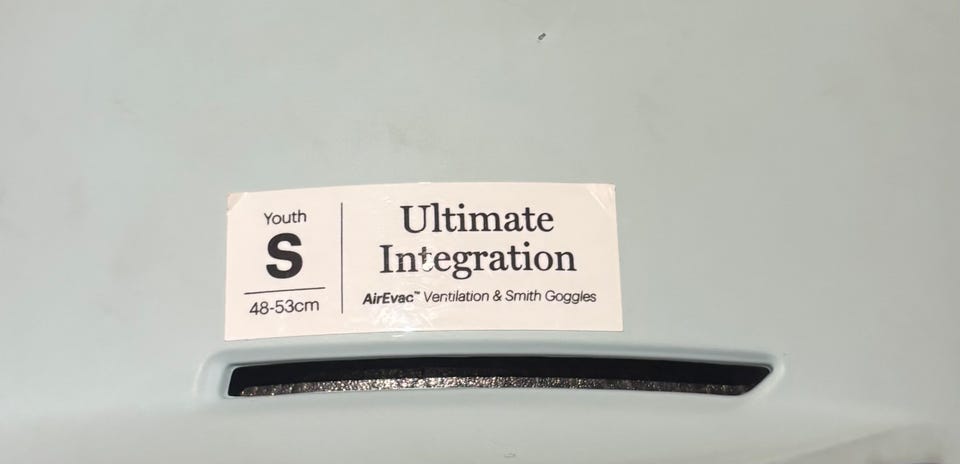 Youth
S
48-53cm
Ultimate
Integration
AirEvac™ Ventilation & Smith Goggles